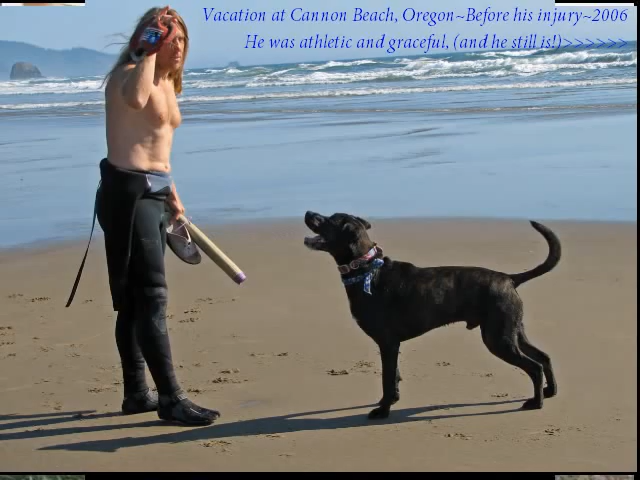 Vacation at Cannon Beach, Oregon~Before his injury~2006
He was athletic and graceful, (and he still is!)>>>>>>